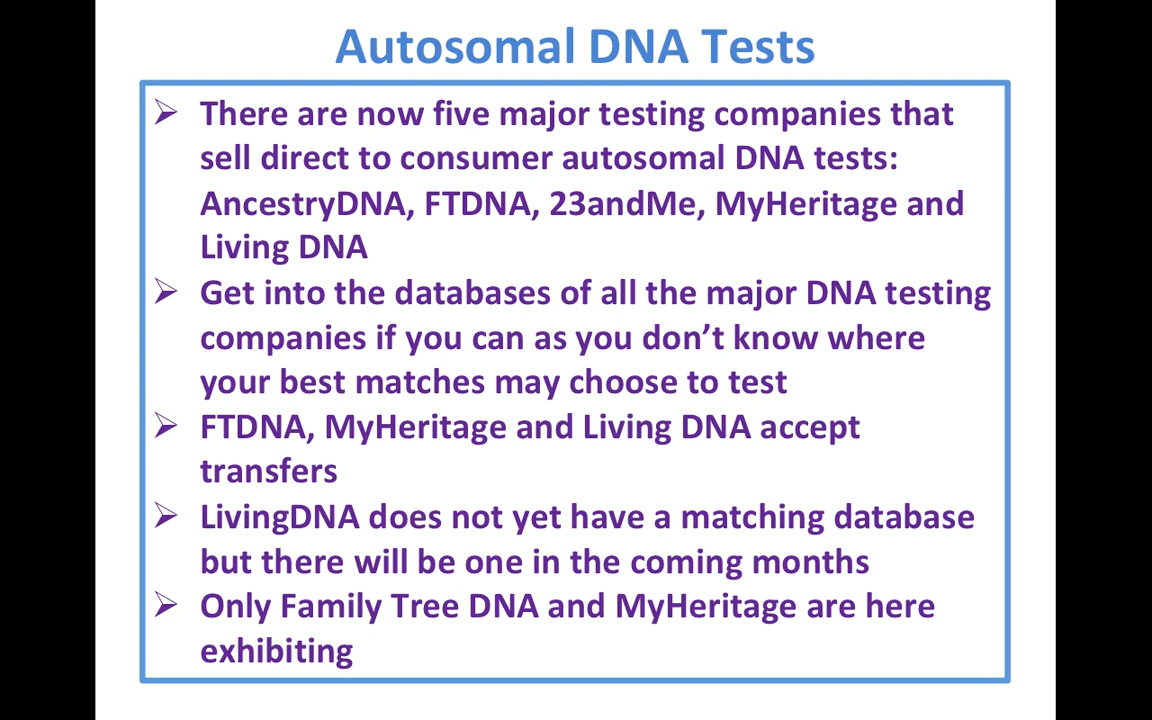 Autosomal DNA Tests
➢ There are now five major testing companies that
sell direct to consumer autosomal DNA tests:
AncestryDNA, FTDNA, 23andMe, MyHeritage and
Living DNA
➢ Get into the databases of all the major DNA testing
companies if you can as you don’t know where
your best matches may choose to test
➢ FTDNA, MyHeritage and Living DNA accept
transfers
➢ LivingDNA does not yet have a matching database
but there will be one in the coming months
➢ Only Family Tree DNA and MyHeritage are here
exhibiting